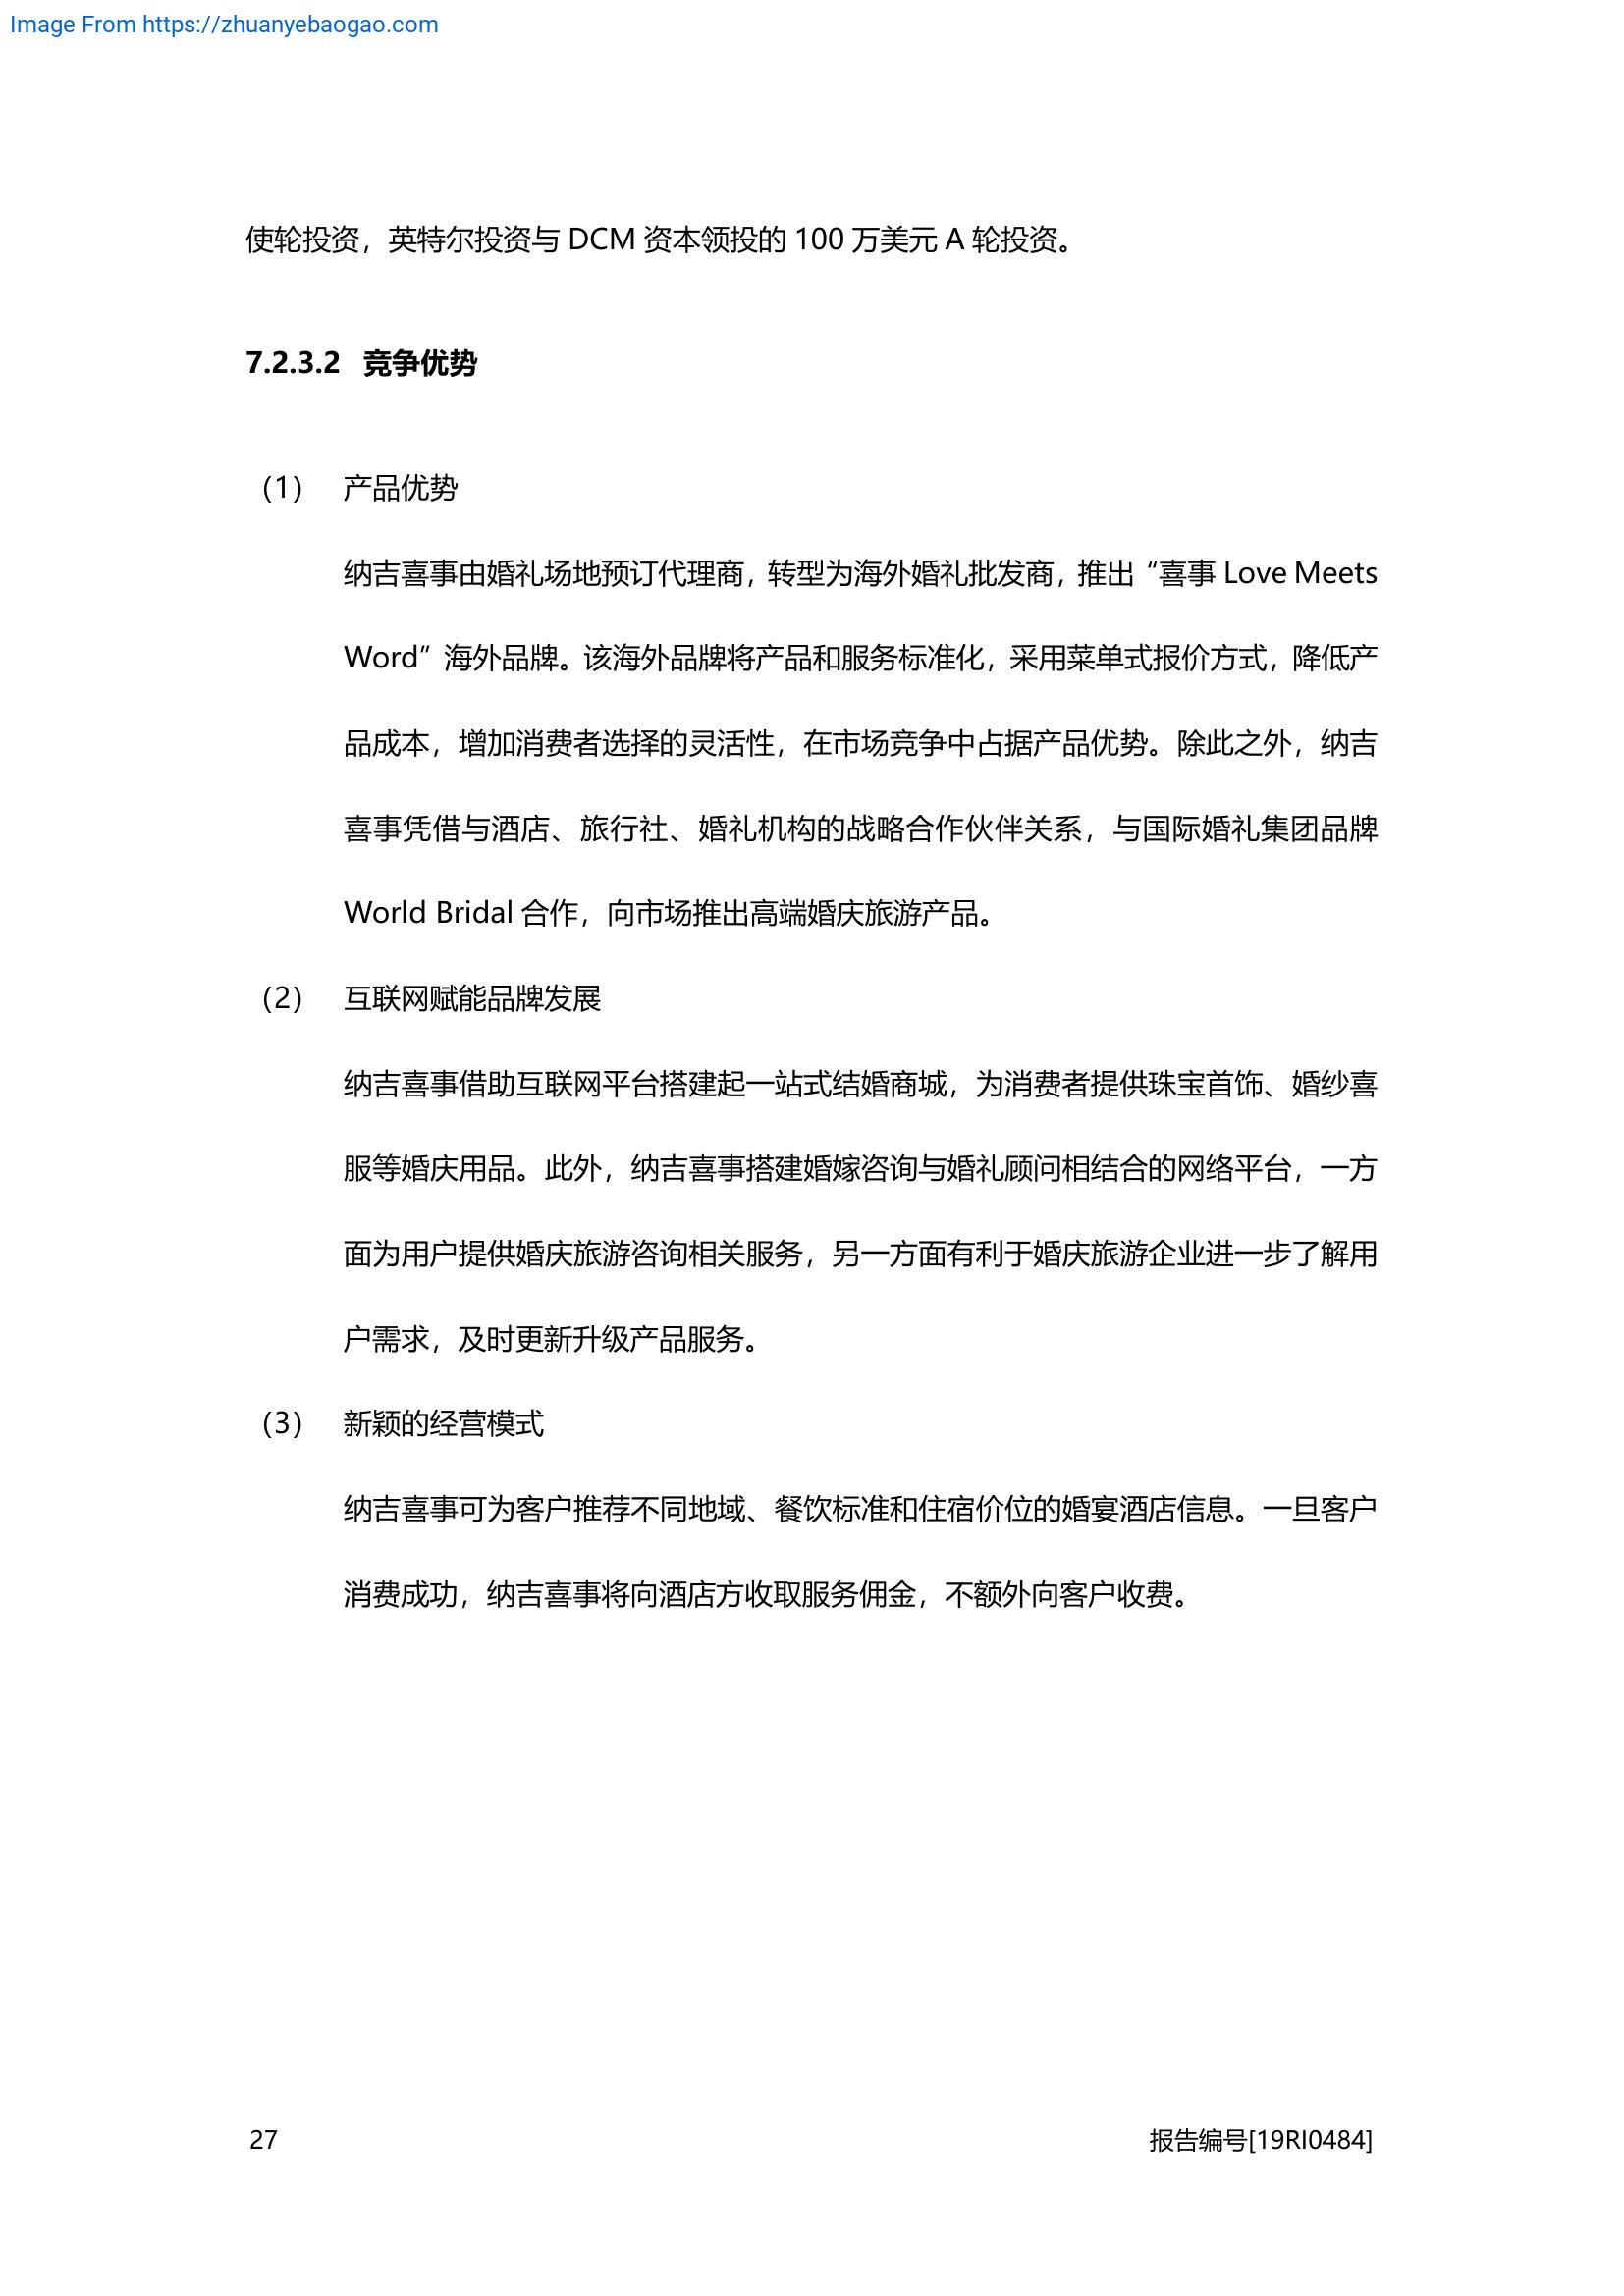 Image From https://zhuanyebaogao.com
使轮投资，英特尔投资与 DCM 资本领投的 100 万美元 A 轮投资。
7.2.3.2 竞争优势
（1） 产品优势
纳吉喜事由婚礼场地预订代理商，转型为海外婚礼批发商，推出“喜事 Love Meets
Word”海外品牌。该海外品牌将产品和服务标准化，采用菜单式报价方式，降低产
品成本，增加消费者选择的灵活性，在市场竞争中占据产品优势。除此之外，纳吉
喜事凭借与酒店、旅行社、婚礼机构的战略合作伙伴关系，与国际婚礼集团品牌
World Bridal 合作，向市场推出高端婚庆旅游产品。
（2） 互联网赋能品牌发展
纳吉喜事借助互联网平台搭建起一站式结婚商城，为消费者提供珠宝首饰、婚纱喜
服等婚庆用品。此外，纳吉喜事搭建婚嫁咨询与婚礼顾问相结合的网络平台，一方
面为用户提供婚庆旅游咨询相关服务，另一方面有利于婚庆旅游企业进一步了解用
户需求，及时更新升级产品服务。
（3） 新颖的经营模式
纳吉喜事可为客户推荐不同地域、餐饮标准和住宿价位的婚宴酒店信息。一旦客户
消费成功，纳吉喜事将向酒店方收取服务佣金，不额外向客户收费。
27 报告编号[19RI0484]